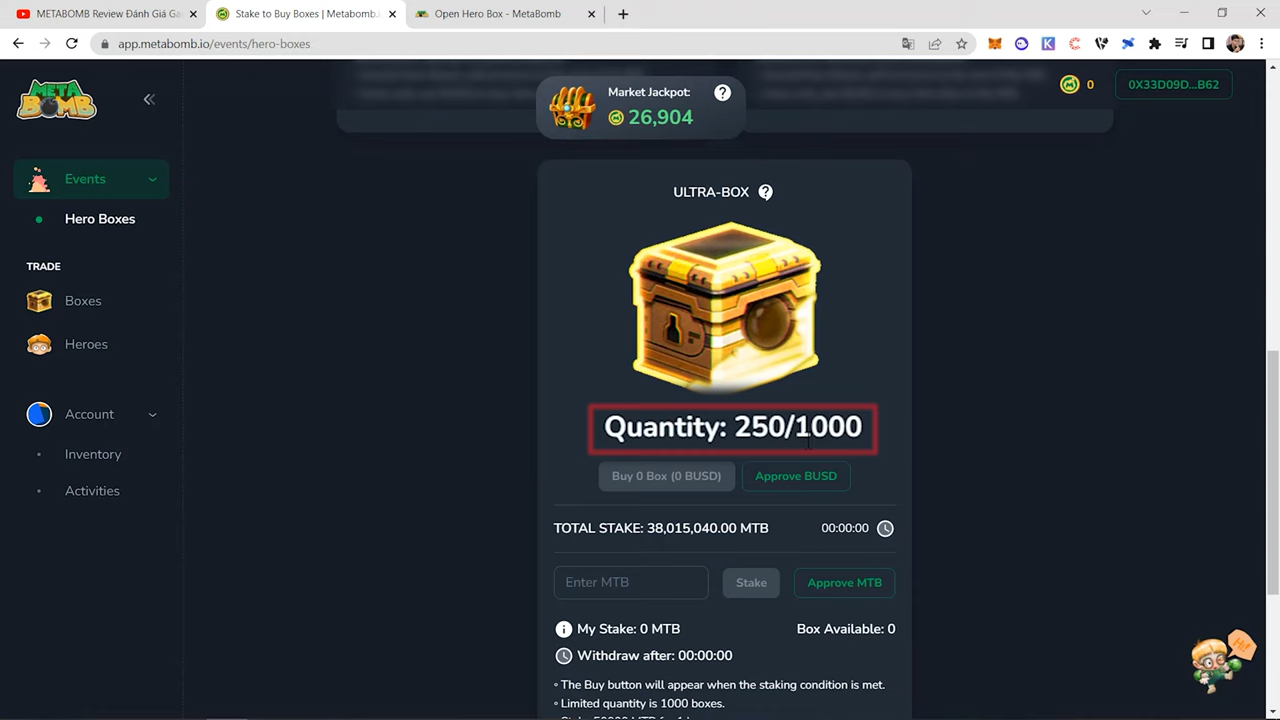 METABOMB Review Đánh Giá Gá
Stake to Buy Boxes | Metabomb.i
Open Hero Box - MetaBomb
app.metabomb.io/events/hero-boxes
META
BOMB
Market Jackpot:
26,904
0
0X33D09D...B62
Events
Hero Boxes
TRADE
Boxes
Heroes
Account
Inventory
Activities
ULTRA-BOX
Quantity: 250/1000
Buy 0 Box (0 BUSD)
Approve BUSD
TOTAL STAKE: 38,015,040.00 MTB
00:00:00
Enter MTB
Stake
Approve MTB
My Stake: 0 MTB
Box Available: 0
Withdraw after: 00:00:00
◦ The Buy button will appear when the staking condition is met.
◦ Limited quantity is 1000 boxes.
Hi!